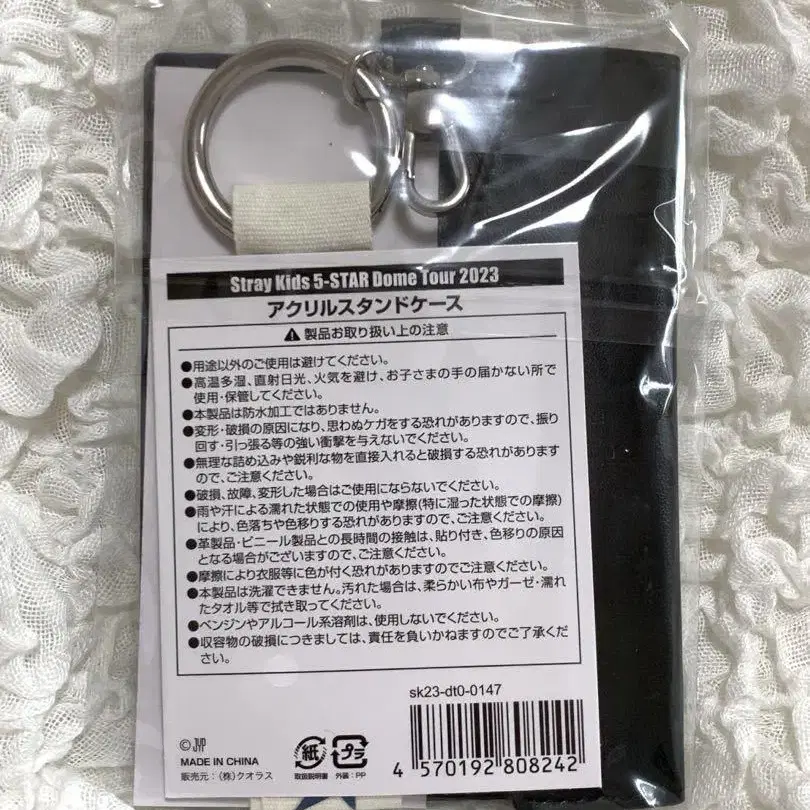 Stray Kids 5-STAR Dome Tour 2023
アクリルスタンドケース
⚠製品お取り扱い上の注意
●用途以外のご使用は避けてください。
●高温多湿、直射日光、火気を避け、お子さまの手の届かない所で
使用・保管してください。
●本製品は防水加工ではありません。
●変形・破損の原因になり、思わぬケガをする恐れがありますので、振り
回す・引っ張る等の強い衝撃を与えないでください。
●無理な詰め込みや鋭利な物を直接入れると破損する恐れがあります
ので、ご注意ください。
●破損、故障、変形した場合はご使用にならないでください。
●雨や汗による濡れた状態での使用や摩擦(特に湿った状態での摩擦)
により、色落ちや色移りする恐れがありますので、ご注意ください。
●革製品・ビニール製品との長時間の接触は、貼り付き、色移りの原因
となる場合がございますので、ご注意ください。
●摩擦により衣服等に色が付く恐れがありますのでご注意ください。
●本製品は洗濯できません。汚れた場合は、柔らかい布やガーゼ・濡れ
たタオル等で拭き取ってください。
●ベンジンやアルコール系溶剤は、使用しないでください。
●収容物の破損につきましては、責任を負いかねますのでご了承くだ
さい。
sk23-dt0-0147
© JYP
MADE IN CHINA
販売元:(株)クオラス
紙
取扱説明書
プラ
外装:PP
4 570192 808242